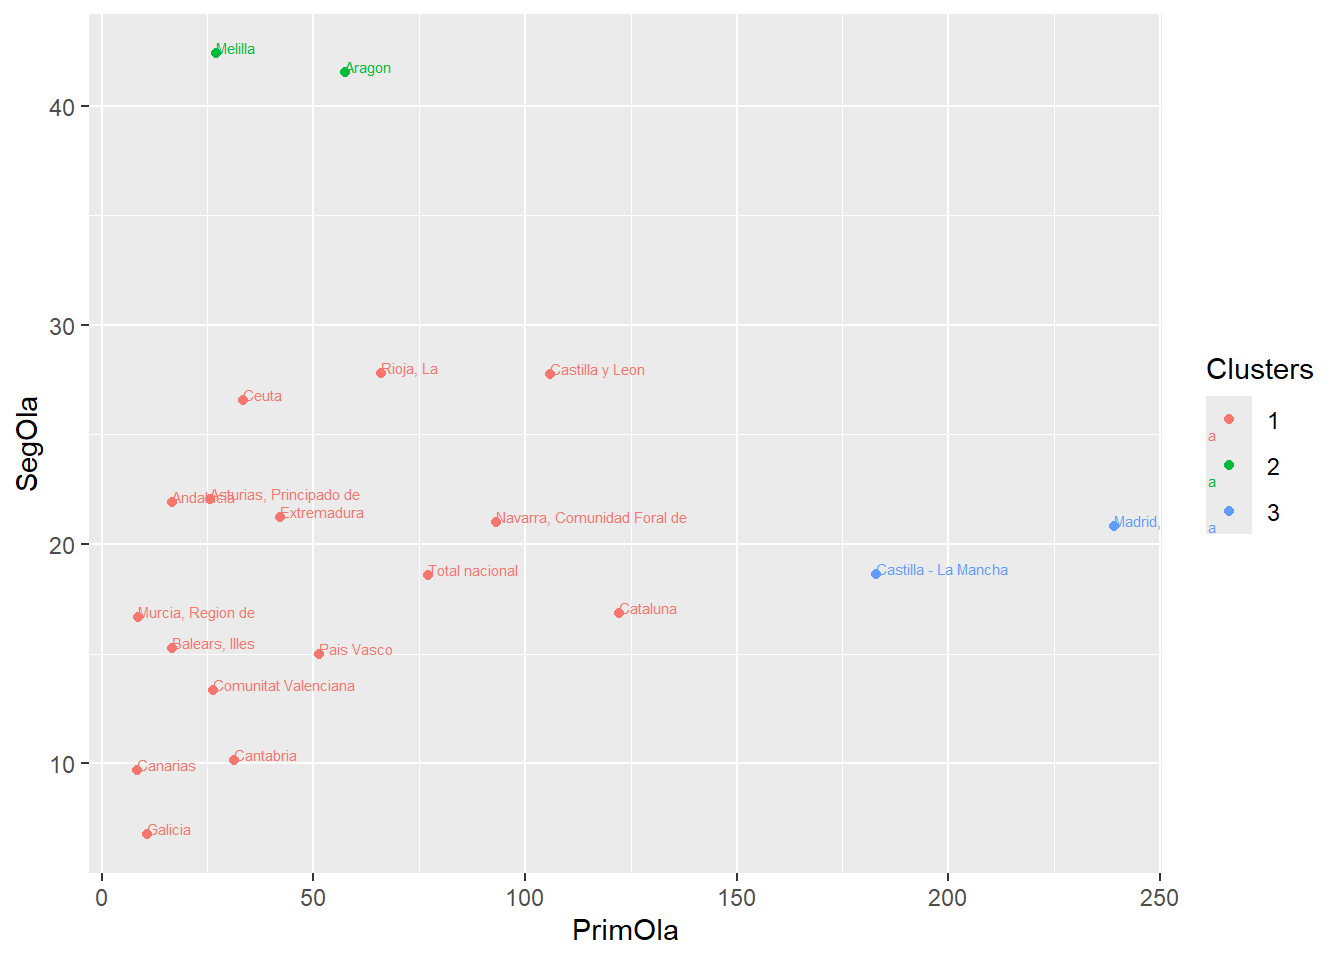 Melilla
Aragon
40
30
Rioja, La
Castilla y Leon
Ceuta
Clusters
1
a
2
a
3
a
SegOla
Asturias, Principado de
Andalucia
Extremadura
Navarra, Comunidad Foral de
Madrid,
20
Total nacional
Castilla - La Mancha
Murcia, Region de
Cataluna
Balears, Illes
Pais Vasco
Comunitat Valenciana
Cantabria
10
Canarias
Galicia
0
50
100
150
200
250
PrimOla